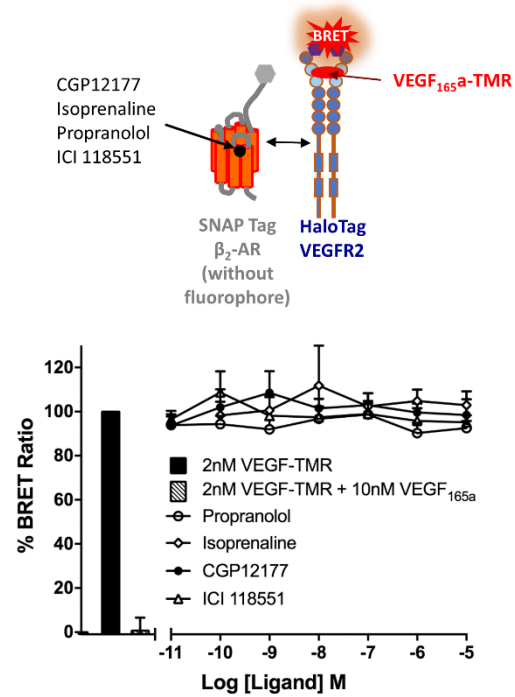 BRET
CGP12177
Isoprenaline
Propranolol
ICI 118551
VEGF₁₆₅a-TMR
SNAP Tag
β₂-AR
(without
fluorophore)
HaloTag
VEGFR2
% BRET Ratio
120
100
80
60
40
20
0
2nM VEGF-TMR
2nM VEGF-TMR + 10nM VEGF₁₆₅ₐ
Propranolol
Isoprenaline
CGP12177
ICI 118551
-11 -10 -9 -8 -7 -6 -5
Log [Ligand] M